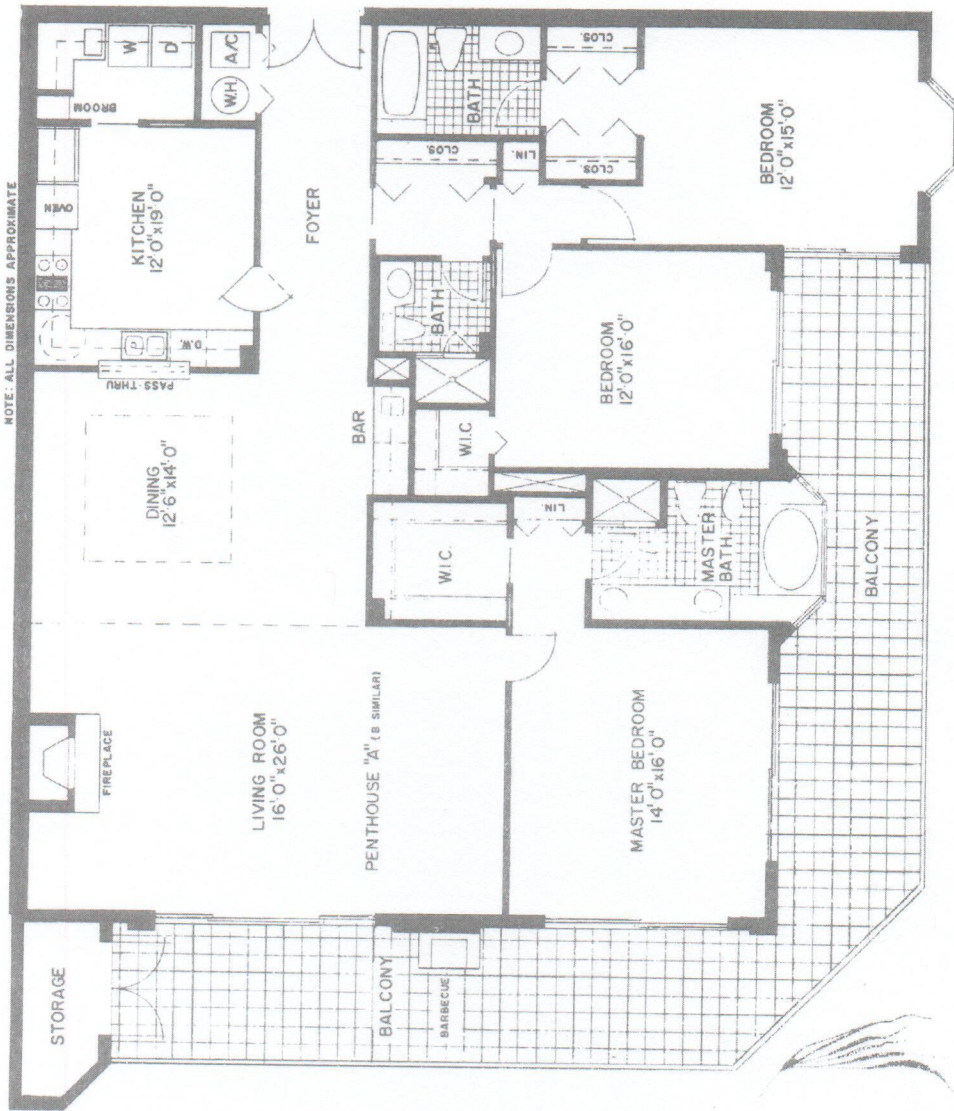 NOTE: ALL DIMENSIONS APPROXIMATE
STORAGE
FIREPLACE
LIVING ROOM
16'0"x26'0"
PENTHOUSE "A" (B SIMILAR)
BALCONY
BARBECUE
DINING
12'6"x14'0"
PASS-THRU
BAR
KITCHEN
12'0"x19'0"
OVEN
D.W.
BROOM
W
D
W.H.
A/C
FOYER
CLOS.
BATH
LIN.
BATH
CLOS.
CLOS.
W.I.C
W.I.C.
LIN.
MASTER BEDROOM
14'0"x16'0"
MASTER
BATH
BEDROOM
12'0"x16'0"
BEDROOM
12'0"x15'0"
BALCONY